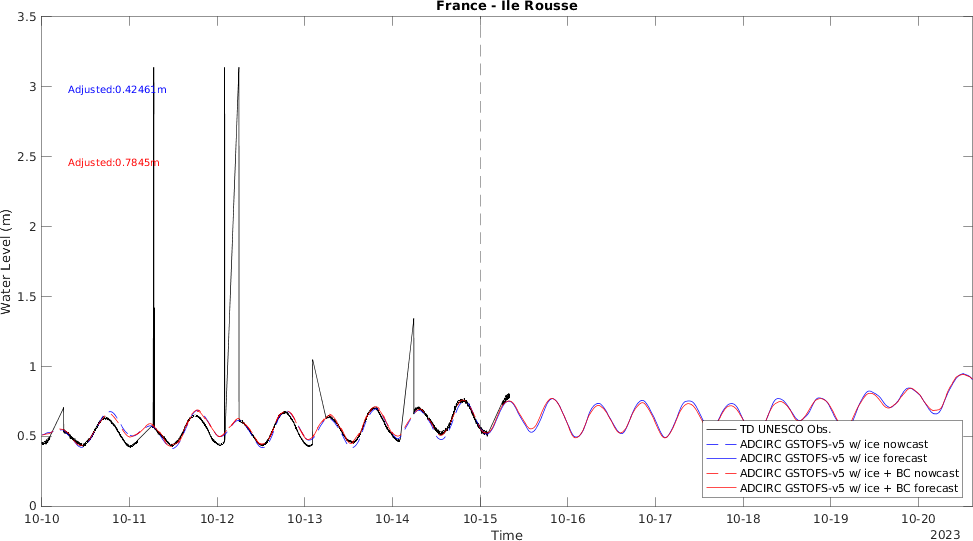 France - Ile Rousse
3.5
3
2.5
2
1.5
1
0.5
0
Water Level (m)
Adjusted:0.42461m
Adjusted:0.7845m
TD UNESCO Obs.
ADCIRC GSTOFS-v5 w/ ice nowcast
ADCIRC GSTOFS-v5 w/ ice forecast
ADCIRC GSTOFS-v5 w/ ice + BC nowcast
ADCIRC GSTOFS-v5 w/ ice + BC forecast
10-10 10-11 10-12 10-13 10-14 10-15 10-16 10-17 10-18 10-19 10-20
Time
2023